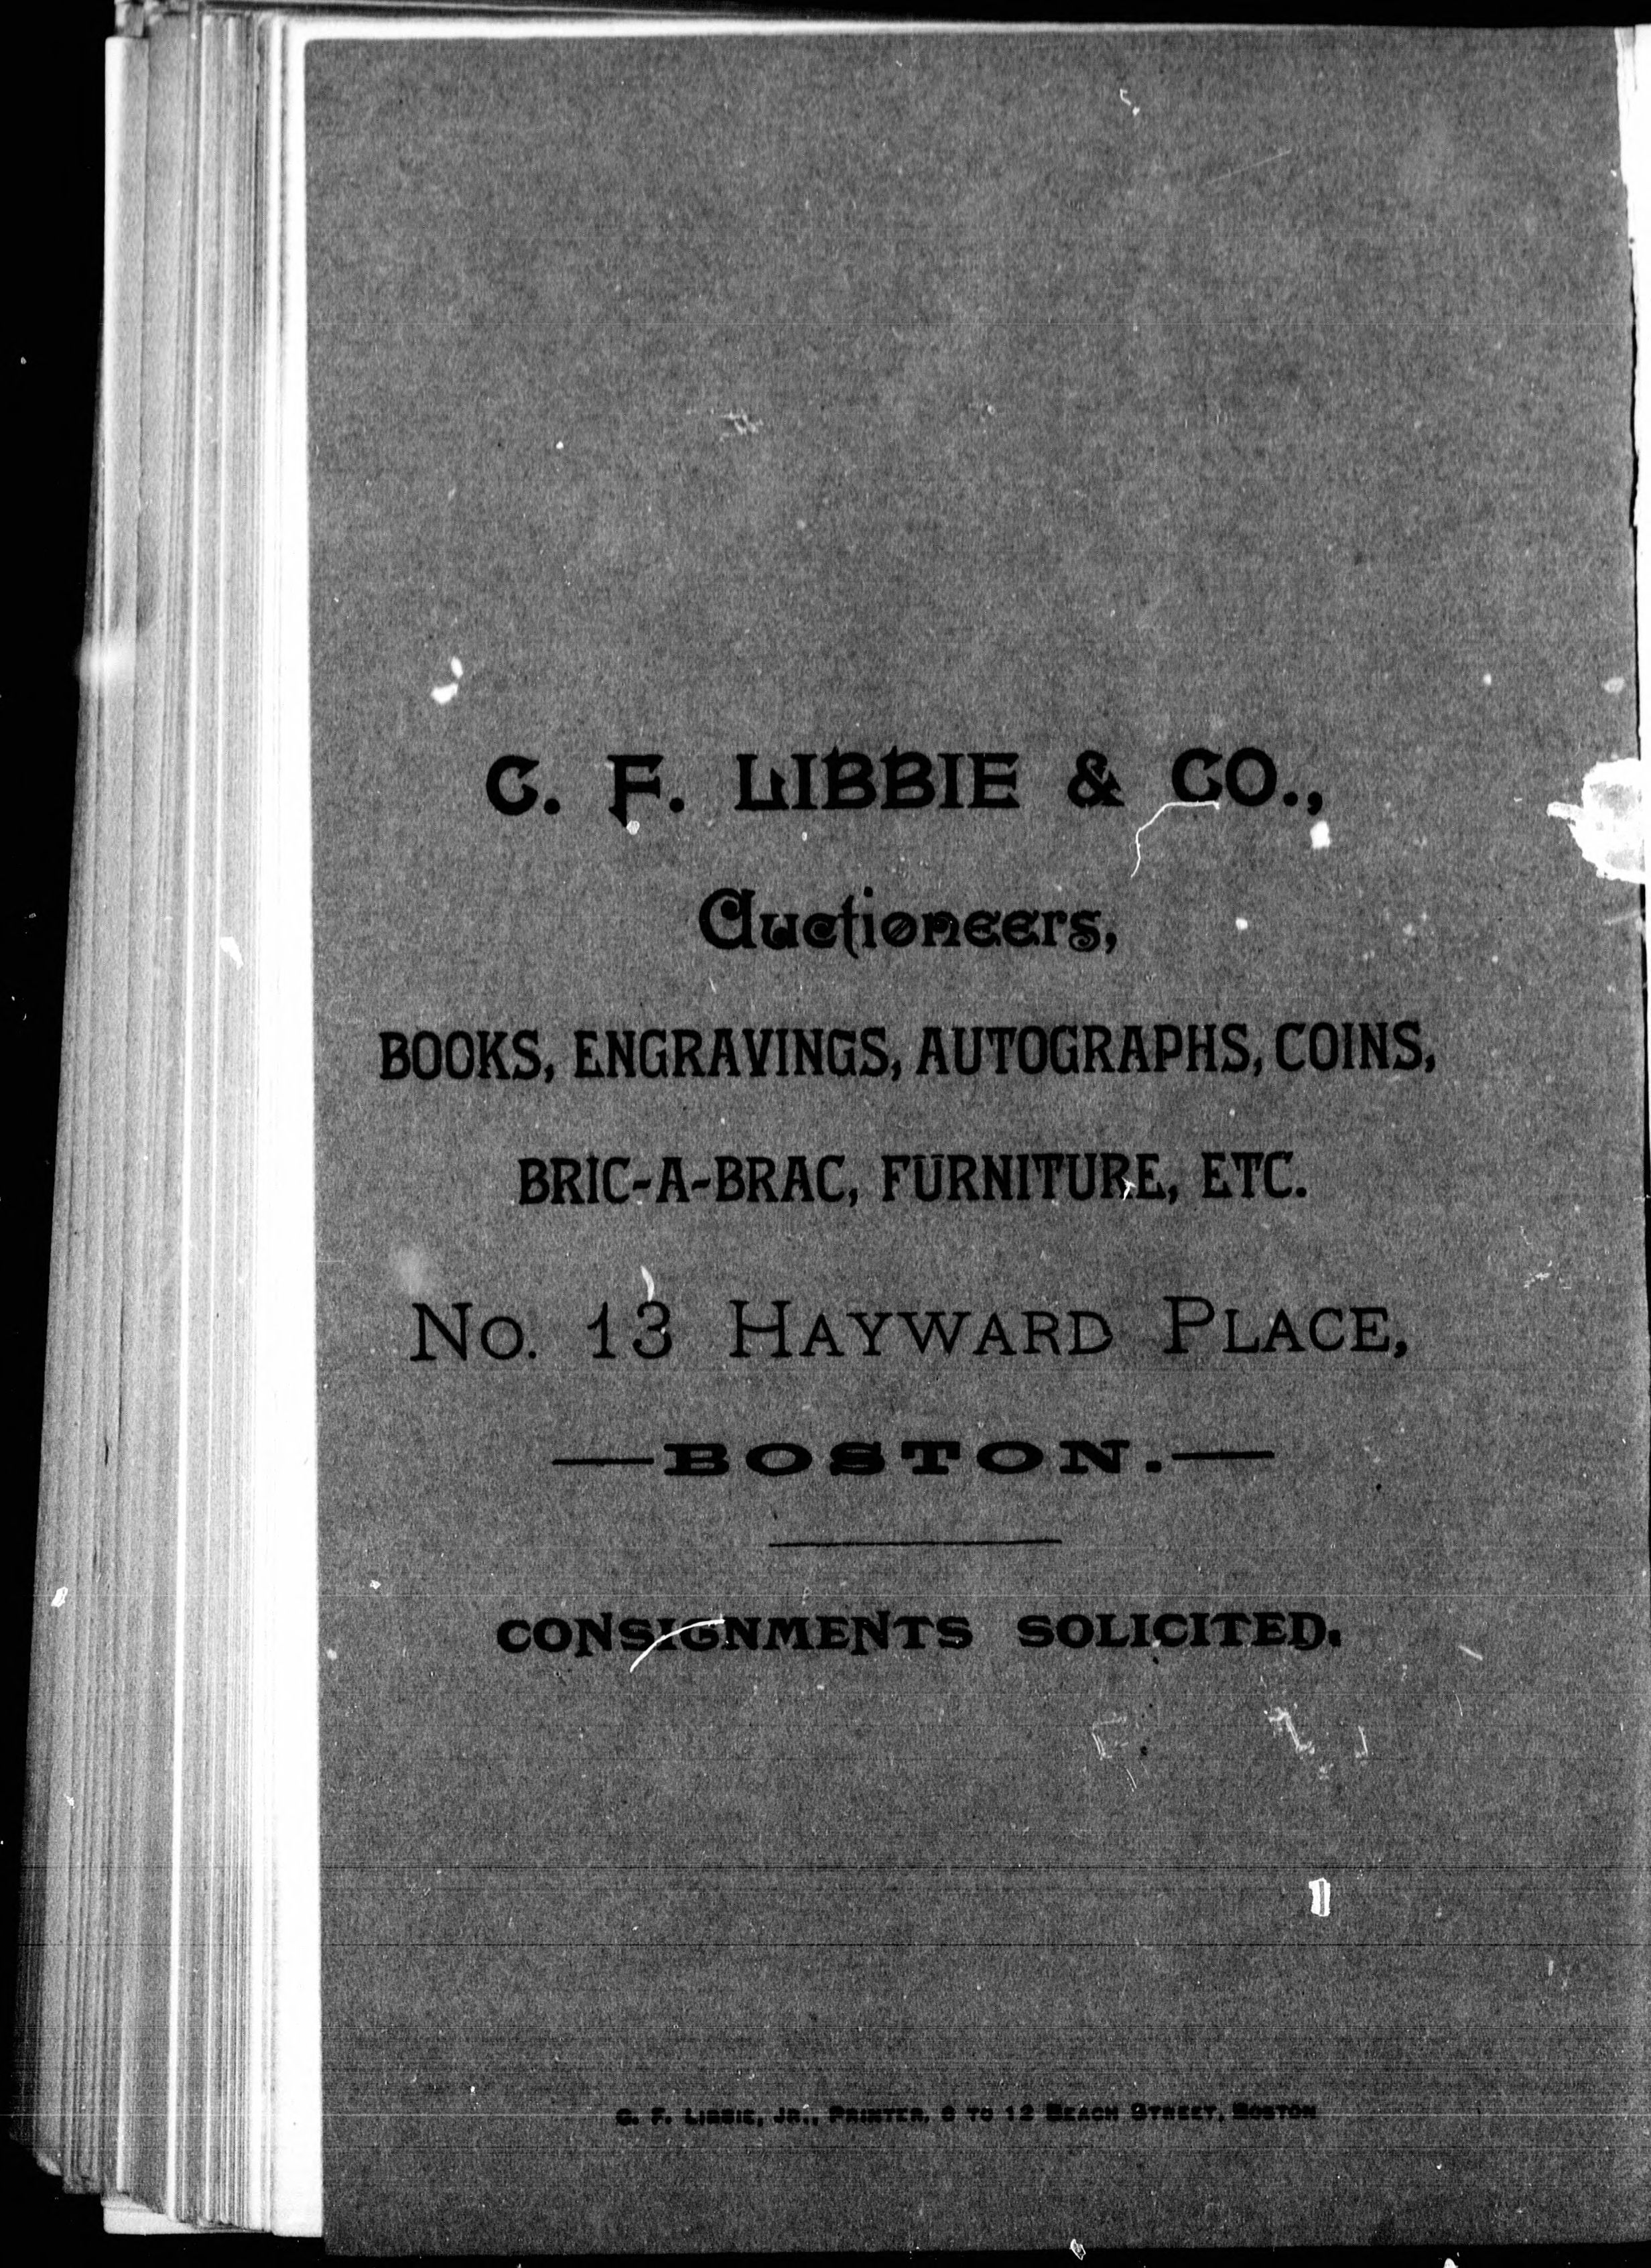 C. F. LIBBIE & CO.,
Auctioneers,
BOOKS, ENGRAVINGS, AUTOGRAPHS, COINS,
BRIC-A-BRAC, FURNITURE, ETC.
No. 13 HAYWARD PLACE,
—BOSTON.—
CONSIGNMENTS SOLICITED.
C. F. LIBBIE, JR., PRINTER, TO 12 BEACH STREET, BOSTON